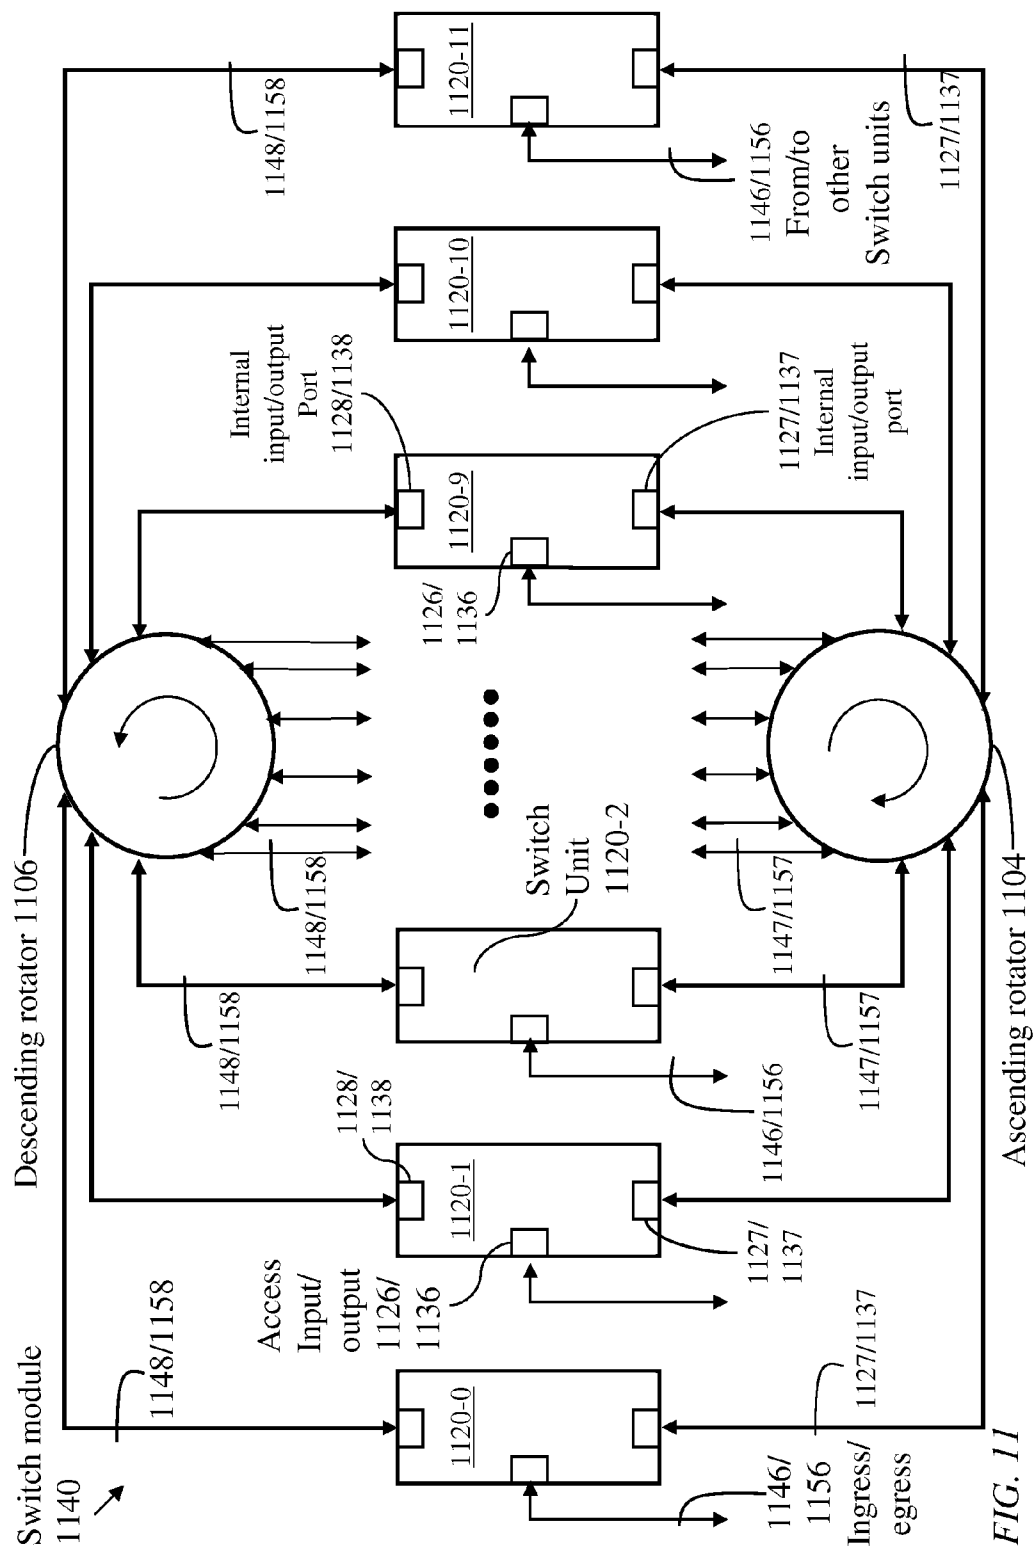 Switch module
1140
Descending rotator 1106
1148/1158
1148/1158
1148/1158
1148/1158
Internal
input/output
Port
1128/1138
1120-0
1120-1
1120-9
1120-10
1120-11
Access
Input/
output
1126/
1136
1128/
1138
Switch
Unit
1120-2
1126/
1136
1127/
1137
1127/1137
Internal
input/output
port
1146/
1156
Ingress/
egress
1127/1137
1146/1156
1147/1157
1147/1157
1146/1156
From/to
other
Switch units
1127/1137
Ascending rotator 1104
FIG. 11